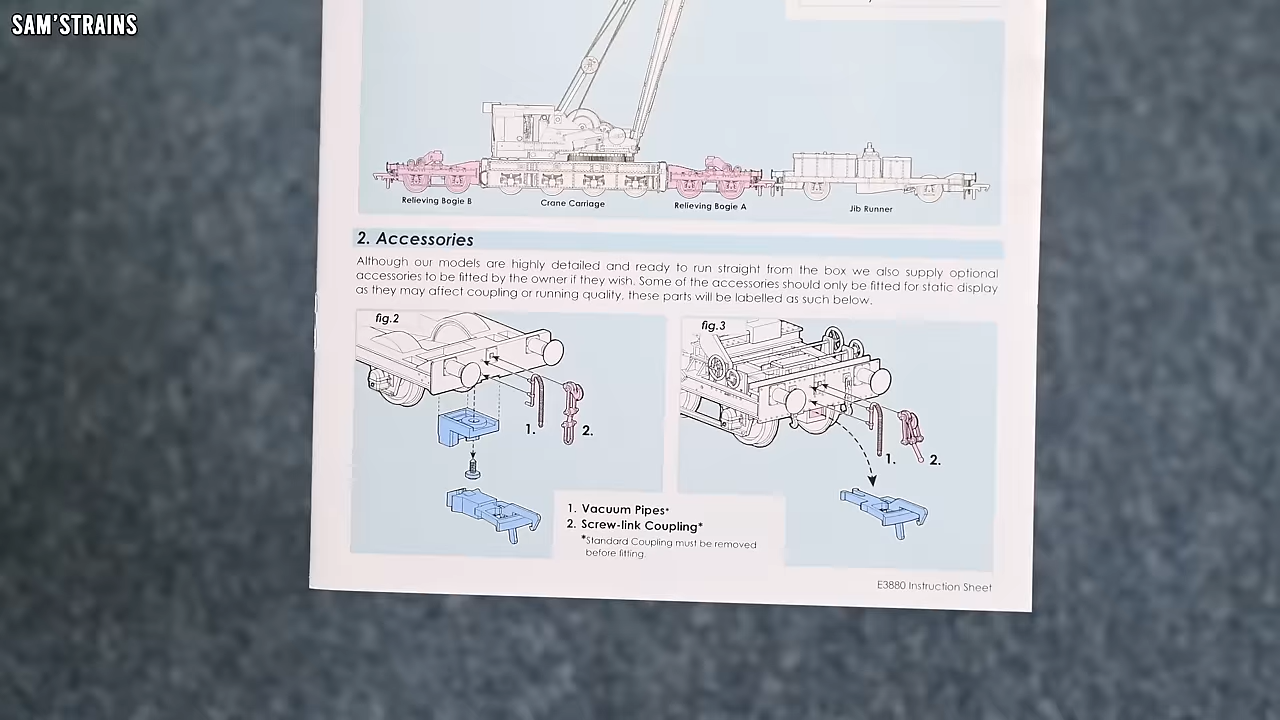 SAM'STRAINS
Relieving Bogie B
Crane Carriage
Relieving Bogie A
Jib Runner
2. Accessories
Although our models are highly detailed and ready to run straight from the box we also supply optional
accessories to be fitted by the owner if they wish. Some of the accessories should only be fitted for static display
as they may affect coupling or running quality, these parts will be labelled as such below.
fig.2
fig.3
1.
2.
1.
2.
1. Vacuum Pipes*
2. Screw-link Coupling*
*Standard Coupling must be removed
before fitting.
E3880 Instruction Sheet